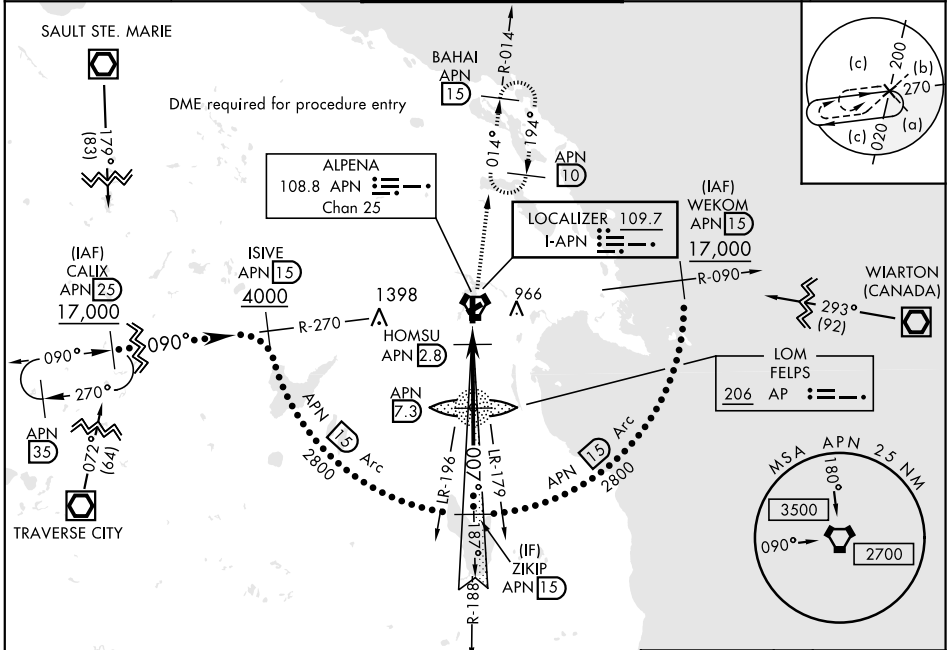 SAULT STE. MARIE
179°
(83)
DME required for procedure entry
BAHAI
APN
15
R-014
014°
194°
APN
10
(c)
200
(b)
270
(a)
(c)
020
ALPENA
108.8 APN
Chan 25
LOCALIZER 109.7
I-APN
(IAF)
WEKOM
APN 15
17,000
R-090
WIARTON
(CANADA)
293°
(92)
(IAF)
CALIX
APN 25
17,000
ISIVE
APN 15
4000
R-270
1398
966
HOMSU
APN 2.8
090°
090°
270°
APN
35
072°
(64)
TRAVERSE CITY
APN
7.3
LOM
FELPS
206 AP
APN 15 Arc
2800
APN 15 Arc
2800
LR-196
LR-179
007°
187°
R-188
(IF)
ZIKIP
APN 15
MSA APN 25 NM
180°
3500
090°
2700